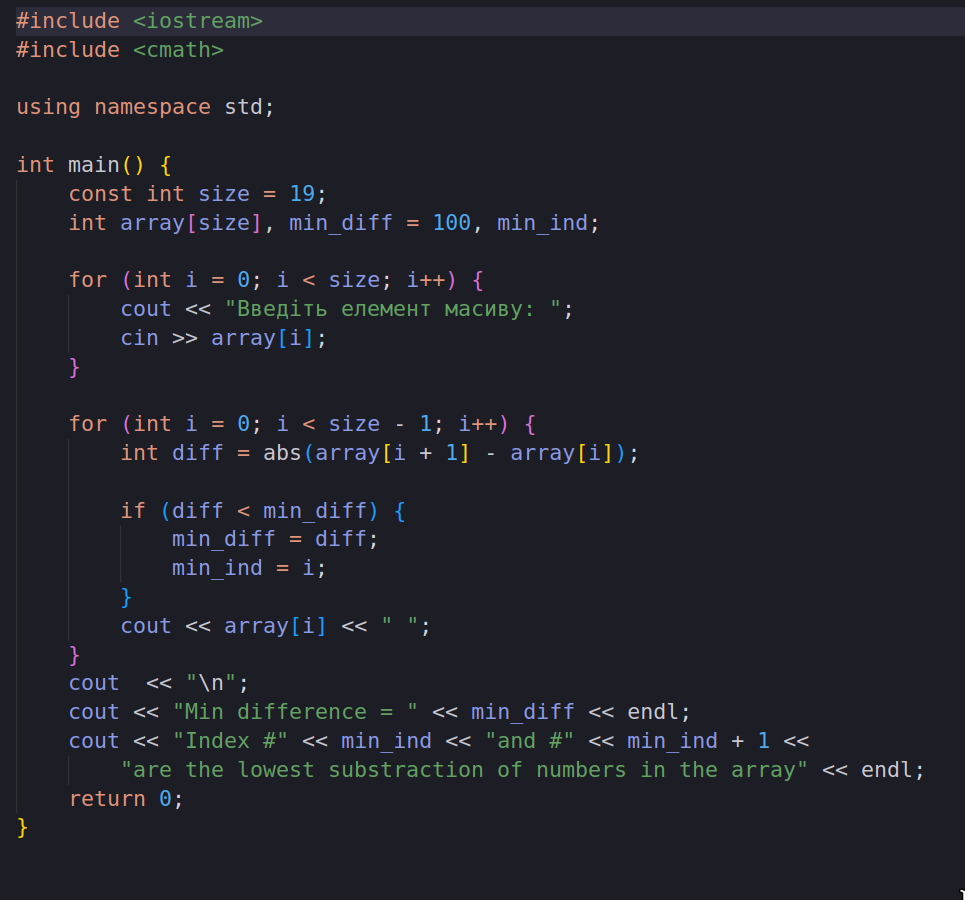 #include <iostream>
#include <cmath>

using namespace std;

int main() {
    const int size = 19;
    int array[size], min_diff = 100, min_ind;

    for (int i = 0; i < size; i++) {
        cout << "Введіть елемент масиву: ";
        cin >> array[i];
    }

    for (int i = 0; i < size - 1; i++) {
        int diff = abs(array[i + 1] - array[i]);

        if (diff < min_diff) {
            min_diff = diff;
            min_ind = i;
        }
        cout << array[i] << " ";
    }
    cout  << "\n";
    cout << "Min difference = " << min_diff << endl;
    cout << "Index #" << min_ind << "and #" << min_ind + 1 <<
        "are the lowest substraction of numbers in the array" << endl;
    return 0;
}